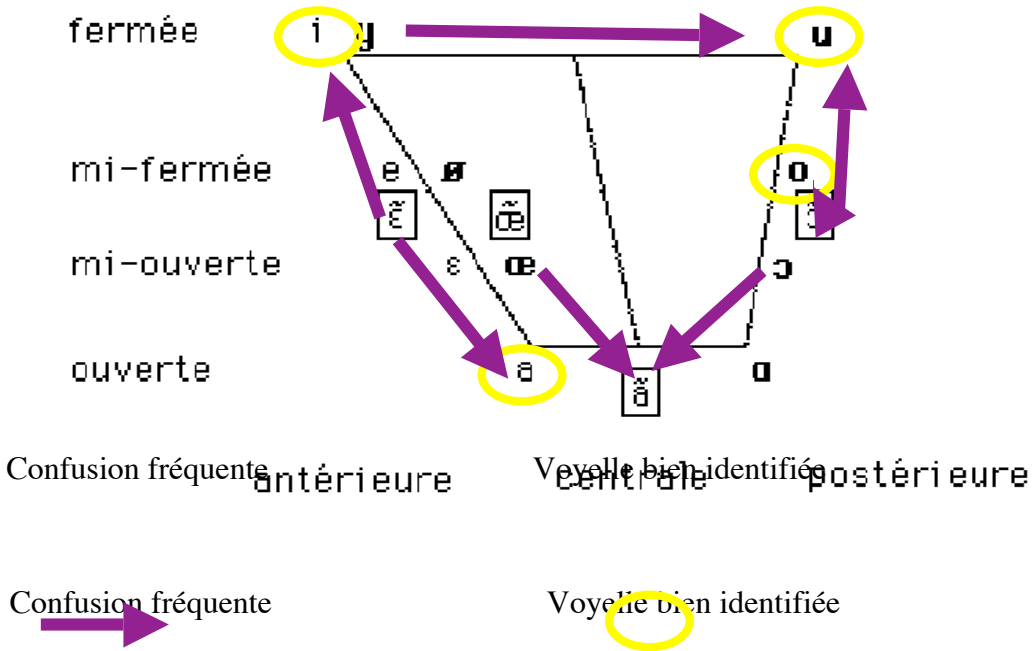 fermée i y u
mi-fermée e ø o
ɛ̃ œ̃ ɔ̃
mi-ouverte ɛ œ ɔ
ouverte a ɑ
ã
Confusion fréquente Voyelle bien identifiée
antérieure centrale postérieure
Confusion fréquente Voyelle bien identifiée